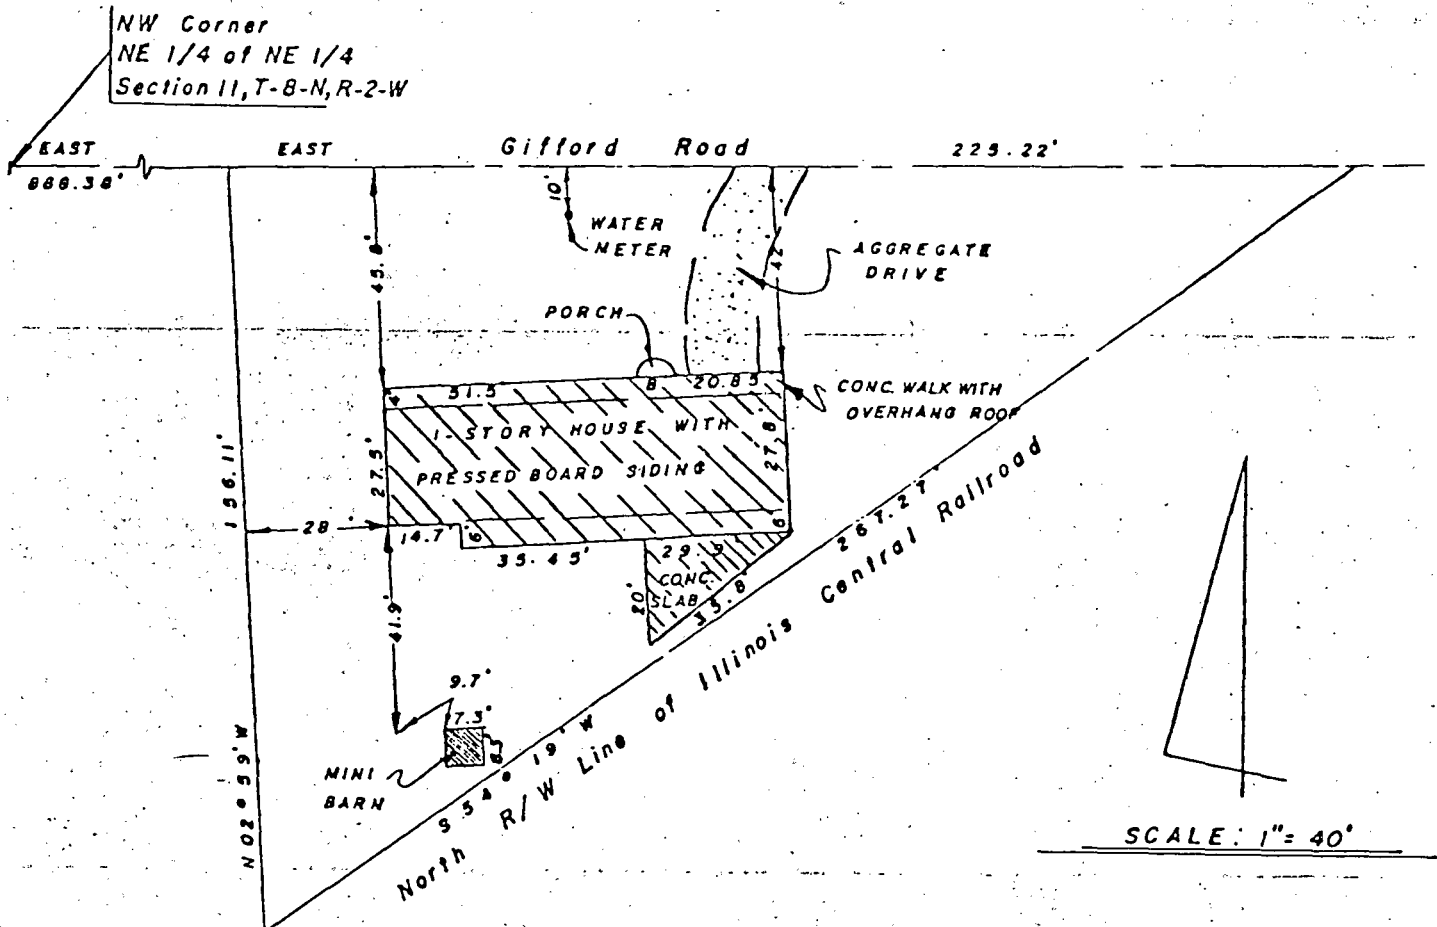 NW Corner
NE 1/4 of NE 1/4
Section 11, T-8-N, R-2-W
EAST
EAST
Gifford Road
225.22'
888.38'
10'
WATER
METER
45.8'
42'
AGGREGATE
DRIVE
PORCH
4
51.5
8
20.85
CONC. WALK WITH
OVERHANG ROOF
1-STORY HOUSE WITH
PRESSED BOARD SIDING
27.5'
27.8'
156.11'
28'
14.7'
6'
35.45'
6
29.9'
CONC.
SLAB
20'
35.8'
267.27'
41.9'
9.7'
7.3'
8.3
MINI
BARN
N 02° 59' W
S 54° 19' W
North R/W Line of Illinois Central Railroad
SCALE: 1"= 40'